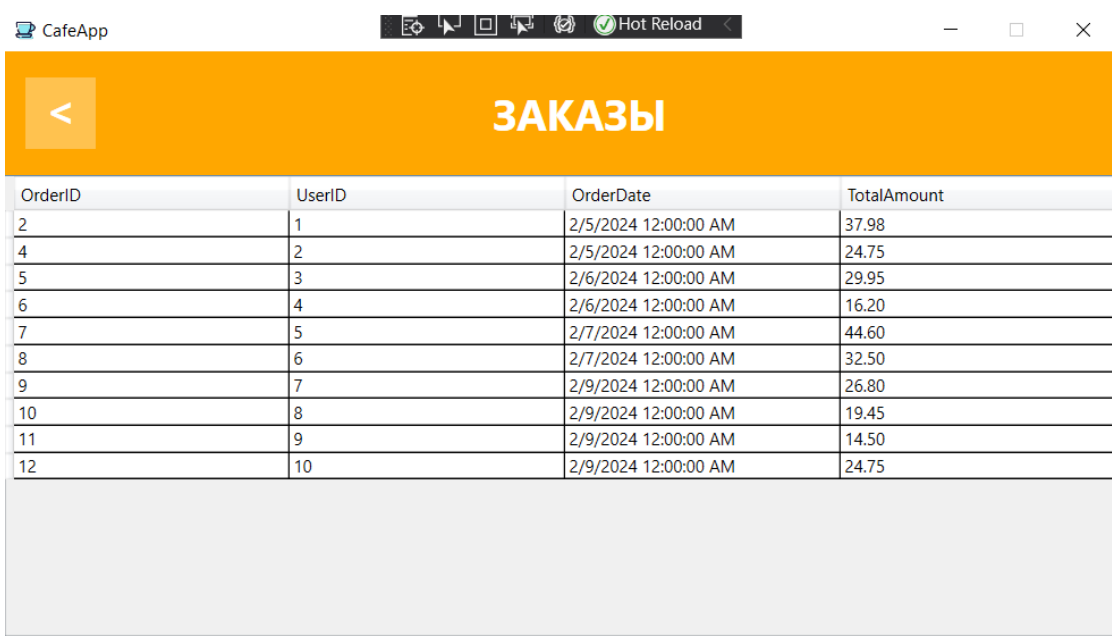 CafeApp Hot Reload
<
ЗАКАЗЫ
OrderID UserID OrderDate TotalAmount
2 1 2/5/2024 12:00:00 AM 37.98
4 2 2/5/2024 12:00:00 AM 24.75
5 3 2/6/2024 12:00:00 AM 29.95
6 4 2/6/2024 12:00:00 AM 16.20
7 5 2/7/2024 12:00:00 AM 44.60
8 6 2/7/2024 12:00:00 AM 32.50
9 7 2/9/2024 12:00:00 AM 26.80
10 8 2/9/2024 12:00:00 AM 19.45
11 9 2/9/2024 12:00:00 AM 14.50
12 10 2/9/2024 12:00:00 AM 24.75